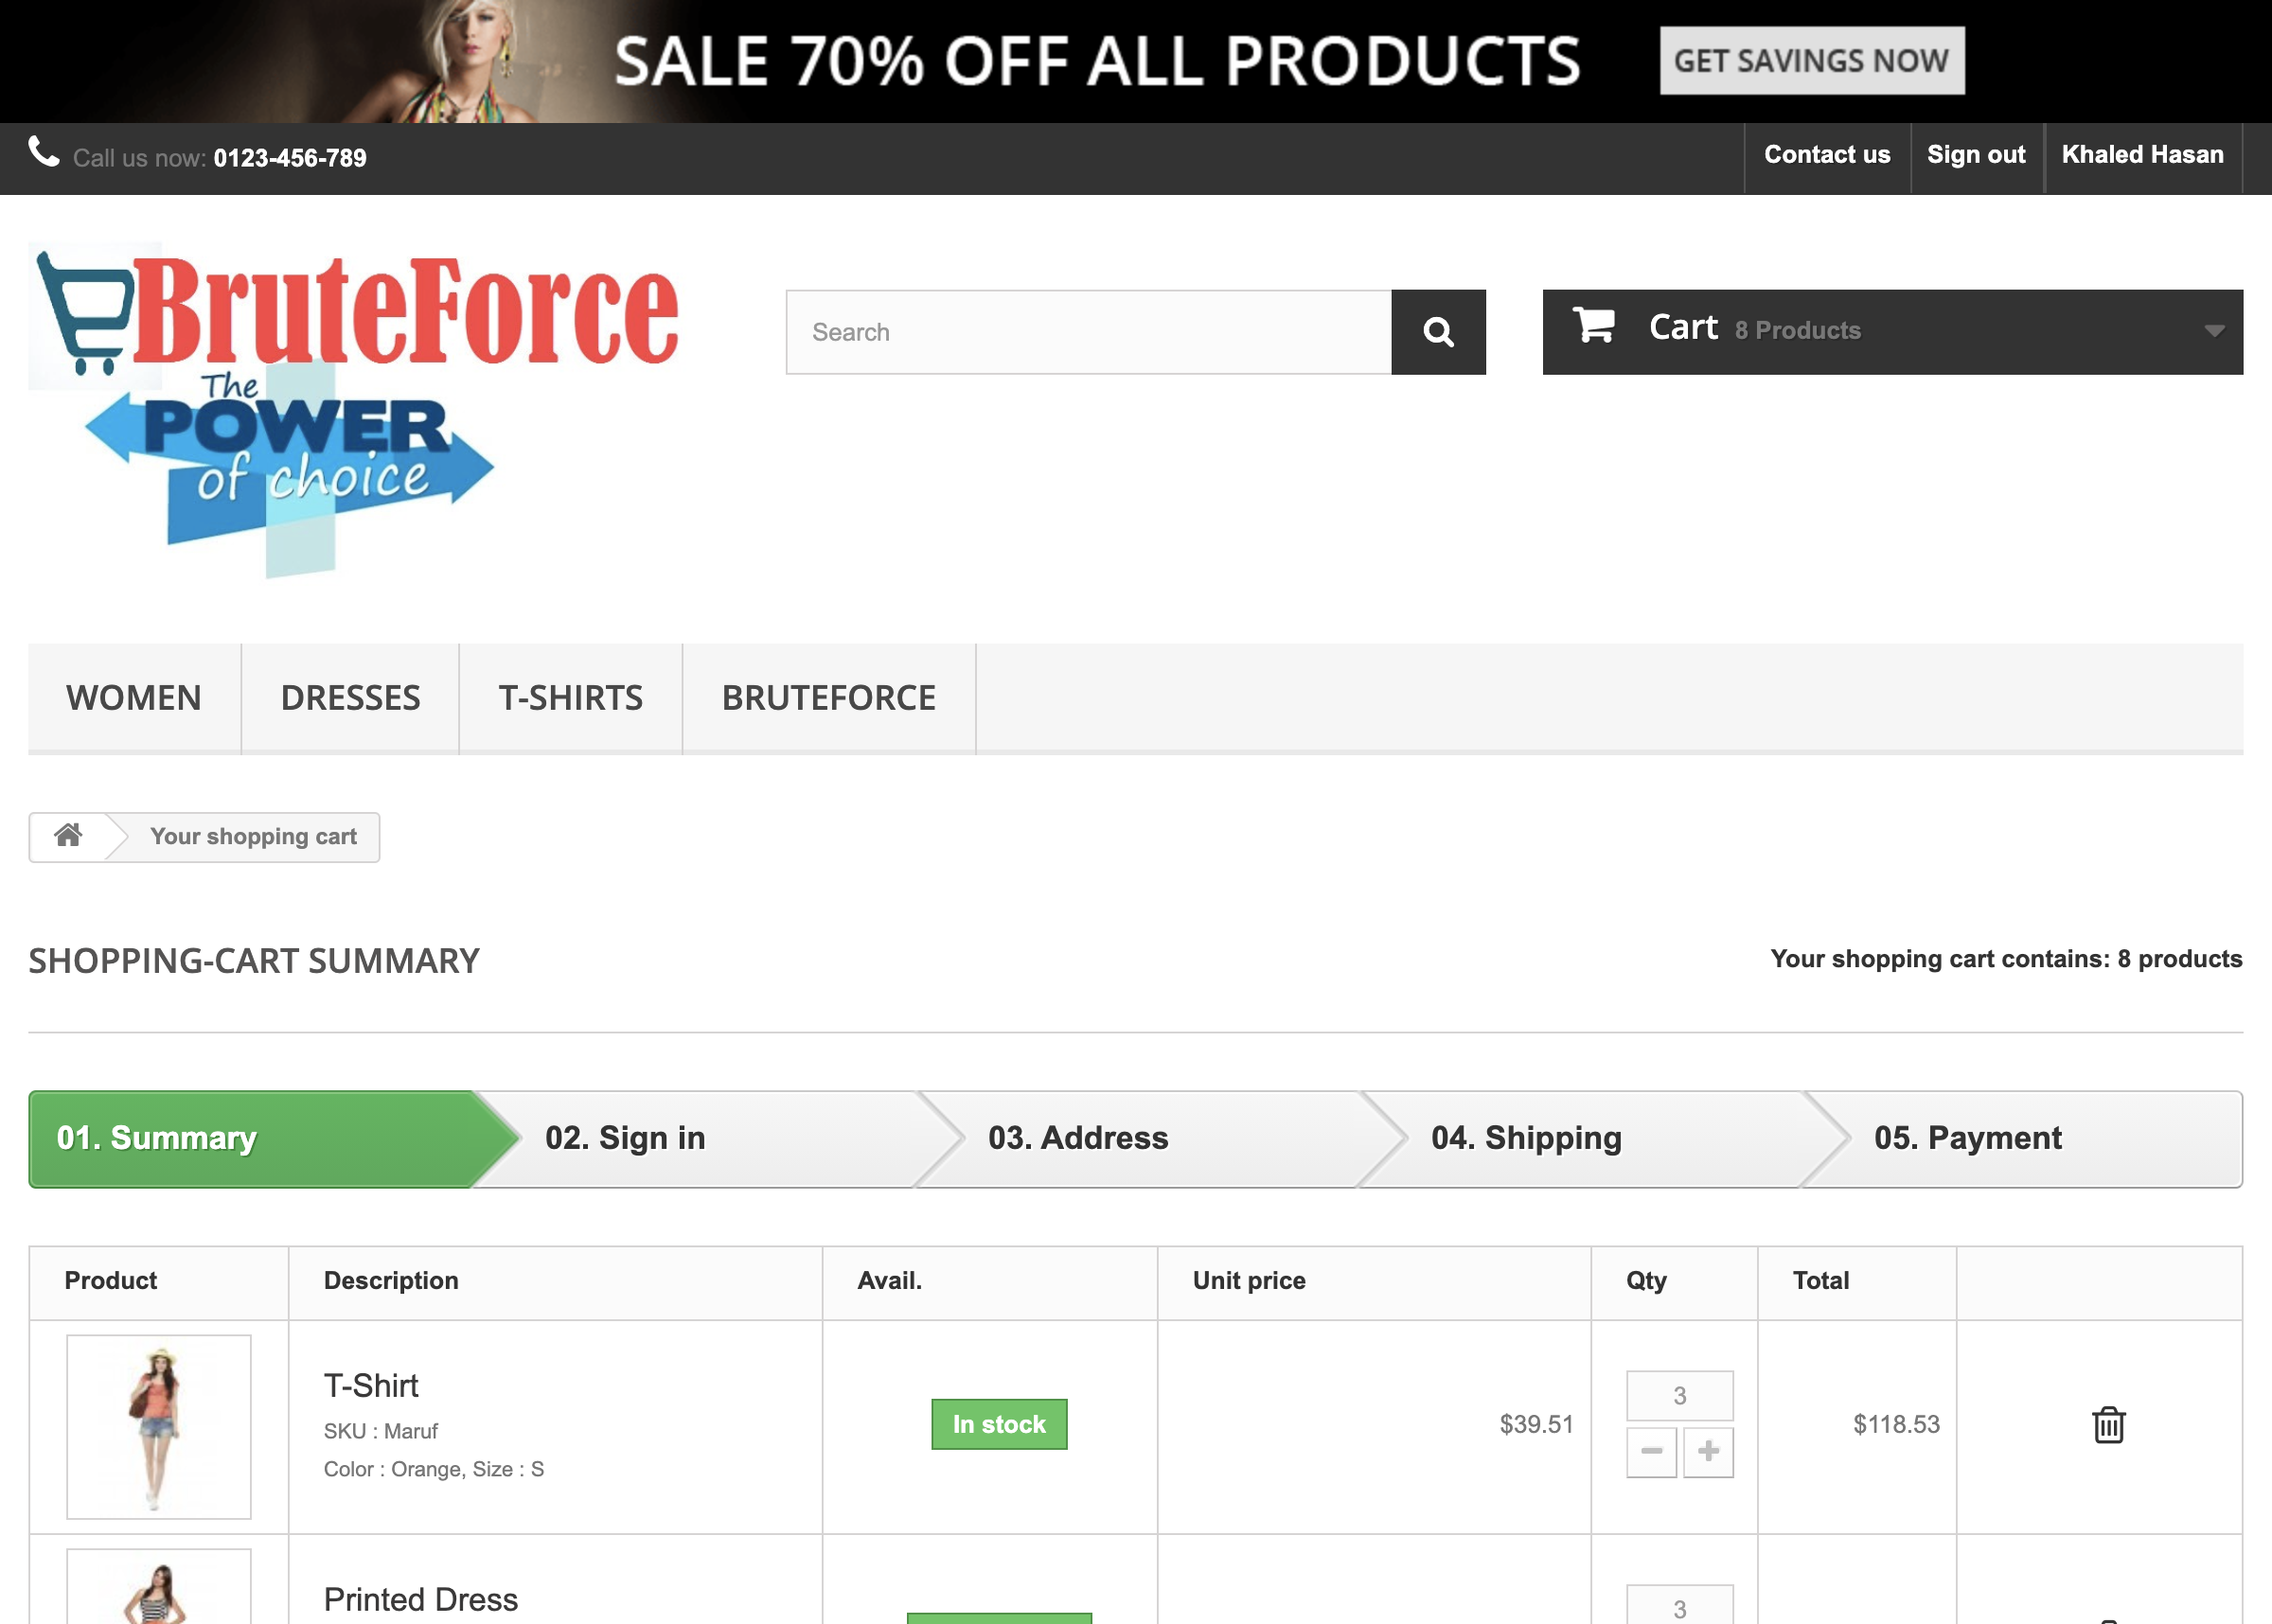 SALE 70% OFF ALL PRODUCTS
GET SAVINGS NOW
Call us now: 0123-456-789
Contact us
Sign out
Khaled Hasan
BruteForce
The
POWER
of choice
Search
Cart 8 Products
WOMEN
DRESSES
T-SHIRTS
BRUTEFORCE
Your shopping cart
SHOPPING-CART SUMMARY
Your shopping cart contains: 8 products
01. Summary
02. Sign in
03. Address
04. Shipping
05. Payment
Product
Description
Avail.
Unit price
Qty
Total
T-Shirt
SKU : Maruf
Color : Orange, Size : S
In stock
$39.51
3
$118.53
Printed Dress
3